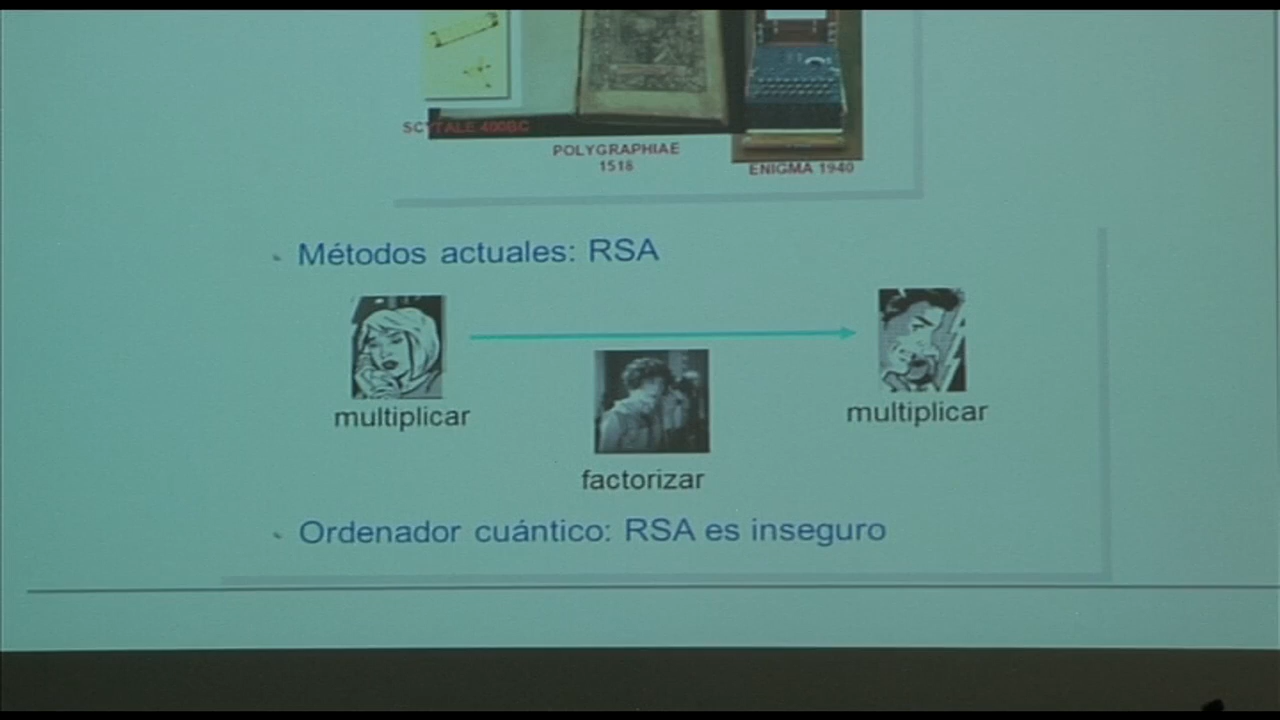 SCYTALE 400BC
POLYGRAPHIAE
1518
ENIGMA 1940
Métodos actuales: RSA
multiplicar
multiplicar
factorizar
Ordenador cuántico: RSA es inseguro